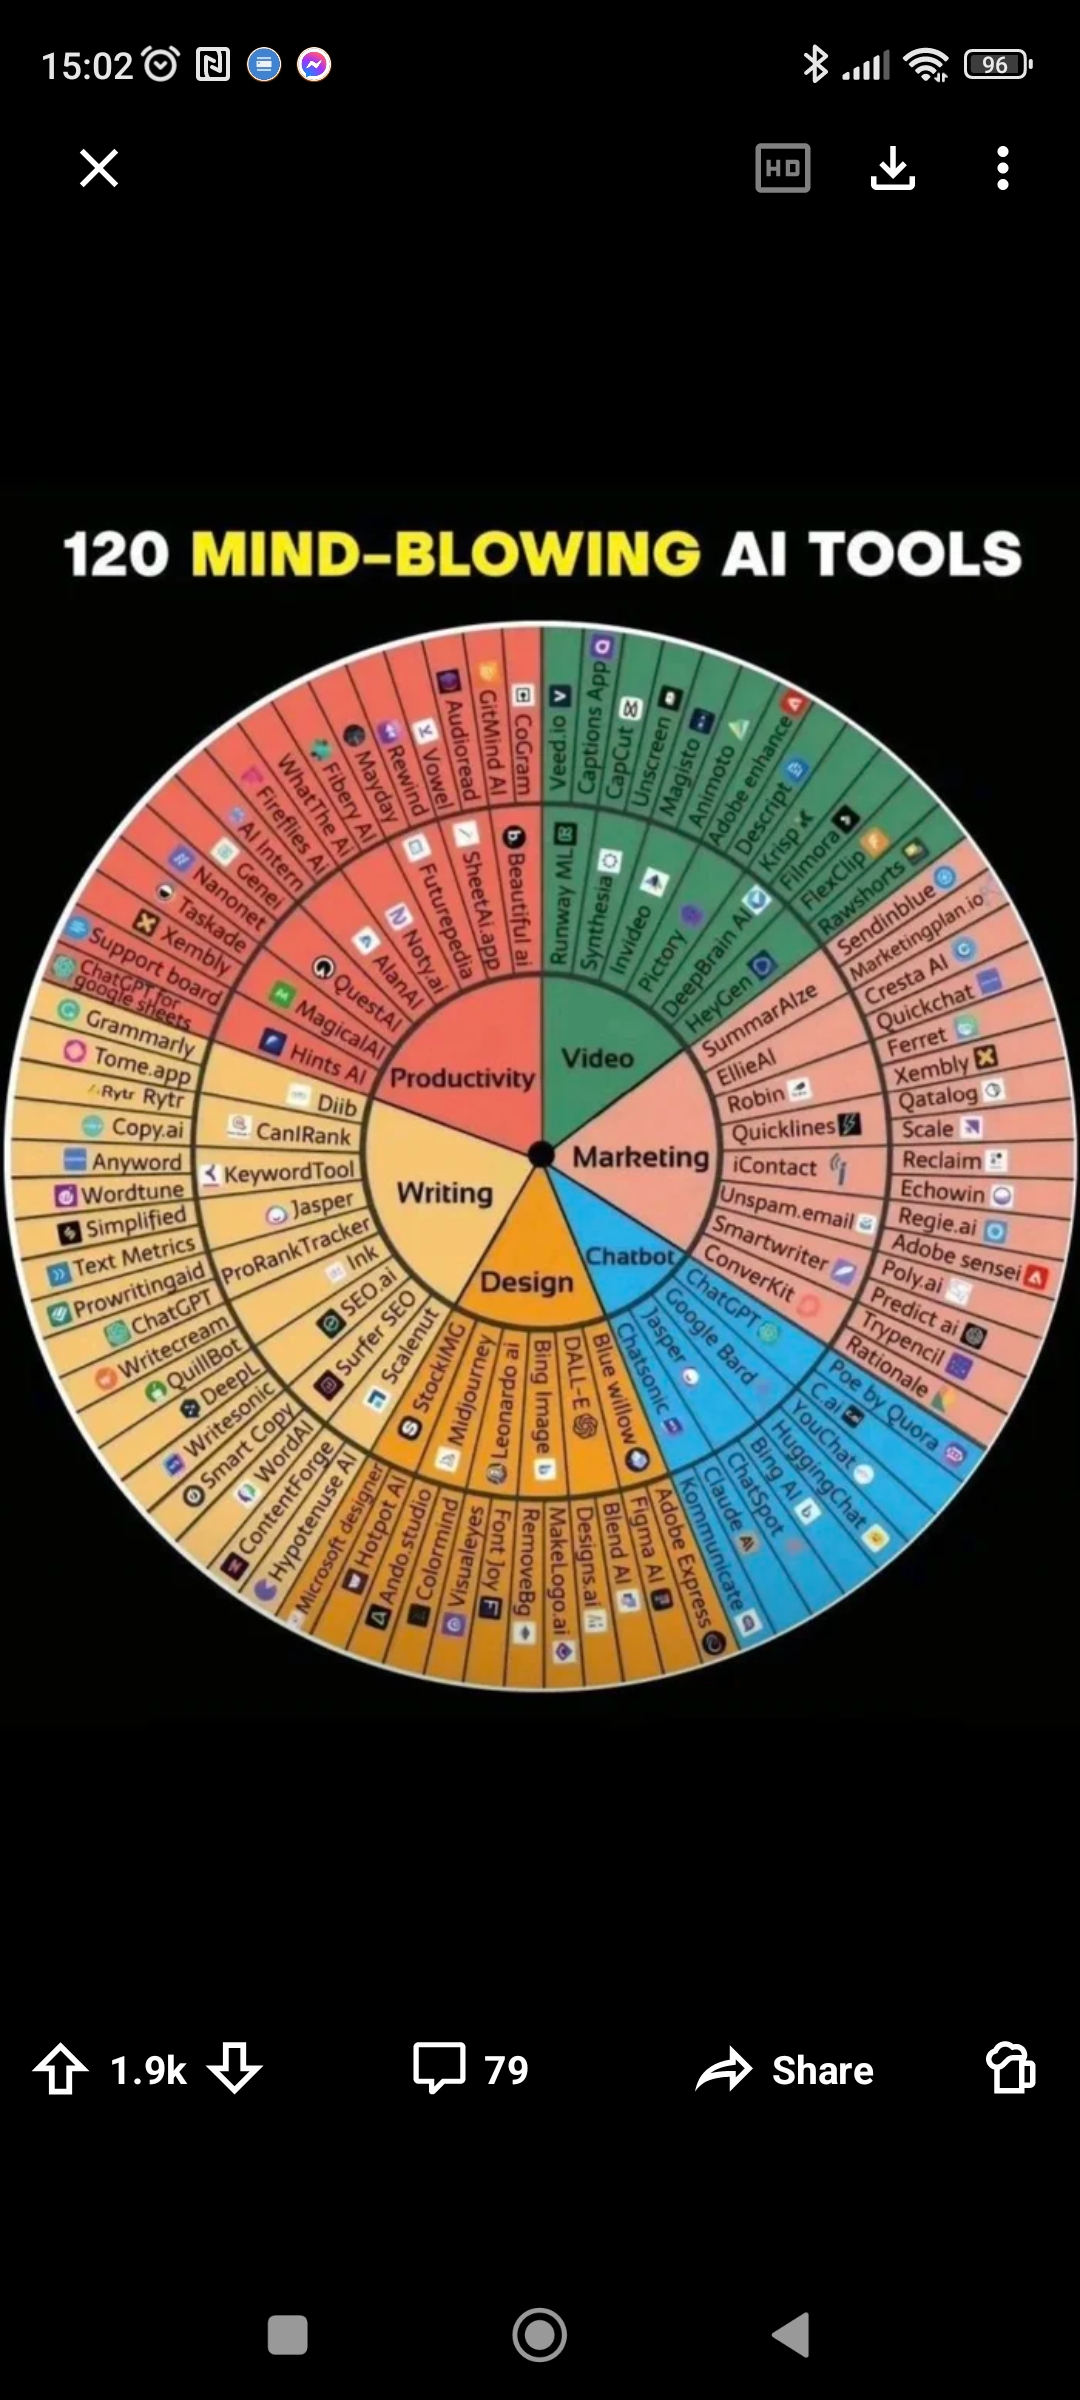 15:02
96
HD
120 MIND-BLOWING AI TOOLS
Productivity
Video
Marketing
Chatbot
Design
Writing
Veed.io
Captions App
CapCut
Unscreen
Magisto
Animoto
Adobe enhance
Descript
Krisp
Filmora
FlexClip
Rawshorts
Runway ML
Synthesia
Invideo
Pictory
DeepBrain AI
HeyGen
Sendinblue
Marketingplan.io
Cresta AI
Quickchat
Ferret
Xembly
Qatalog
Scale
Reclaim
Echowin
Regie.ai
Adobe sensei
Poly.ai
Predict ai
Trypencil
Rationale
SummarAIze
EllieAI
Robin
Quicklines
iContact
Unspam.email
Smartwriter
ConverKit
Poe by Quora
C.ai
YouChat
HuggingChat
Bing AI
ChatSpot
Claude
Kommunicate
ChatGPT
Google Bard
Jasper
Chatsonic
Adobe Express
Figma AI
Blend AI
Designs.ai
MakeLogo.ai
RemoveBg
Font Joy
Visualeyes
Colormind
Ando.studio
Hotpot AI
Microsoft designer
Blue willow
DALL-E
Bing Image
Leonardo ai
Midjourney
StockIMG
Hypotenuse AI
ContentForge
WordAI
Smart Copy
Writesonic
DeepL
QuillBot
Writecream
ChatGPT
Prowritingaid
Text Metrics
Simplified
Wordtune
Anyword
Copy.ai
Rytr Rytr
Tome.app
Grammarly
Scalenut
Surfer SEO
SEO.ai
Ink
ProRankTracker
Jasper
KeywordTool
CanIRank
Diib
ChatGPT for
google sheets
Support board
Xembly
Taskade
Nanonet
Genei
AI Intern
Fireflies Ai
WhatThe AI
Fibery AI
Mayday
Rewind
Vowel
Audioread
GitMind AI
CoGram
Hints AI
MagicalAI
QuestAI
AlanAI
Notyal
Futurepedia
SheetAi.app
Beautiful ai
1.9k
79
Share